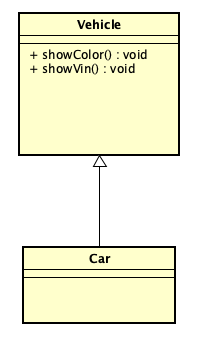 Vehicle
+ showColor() : void
+ showVin() : void
Car